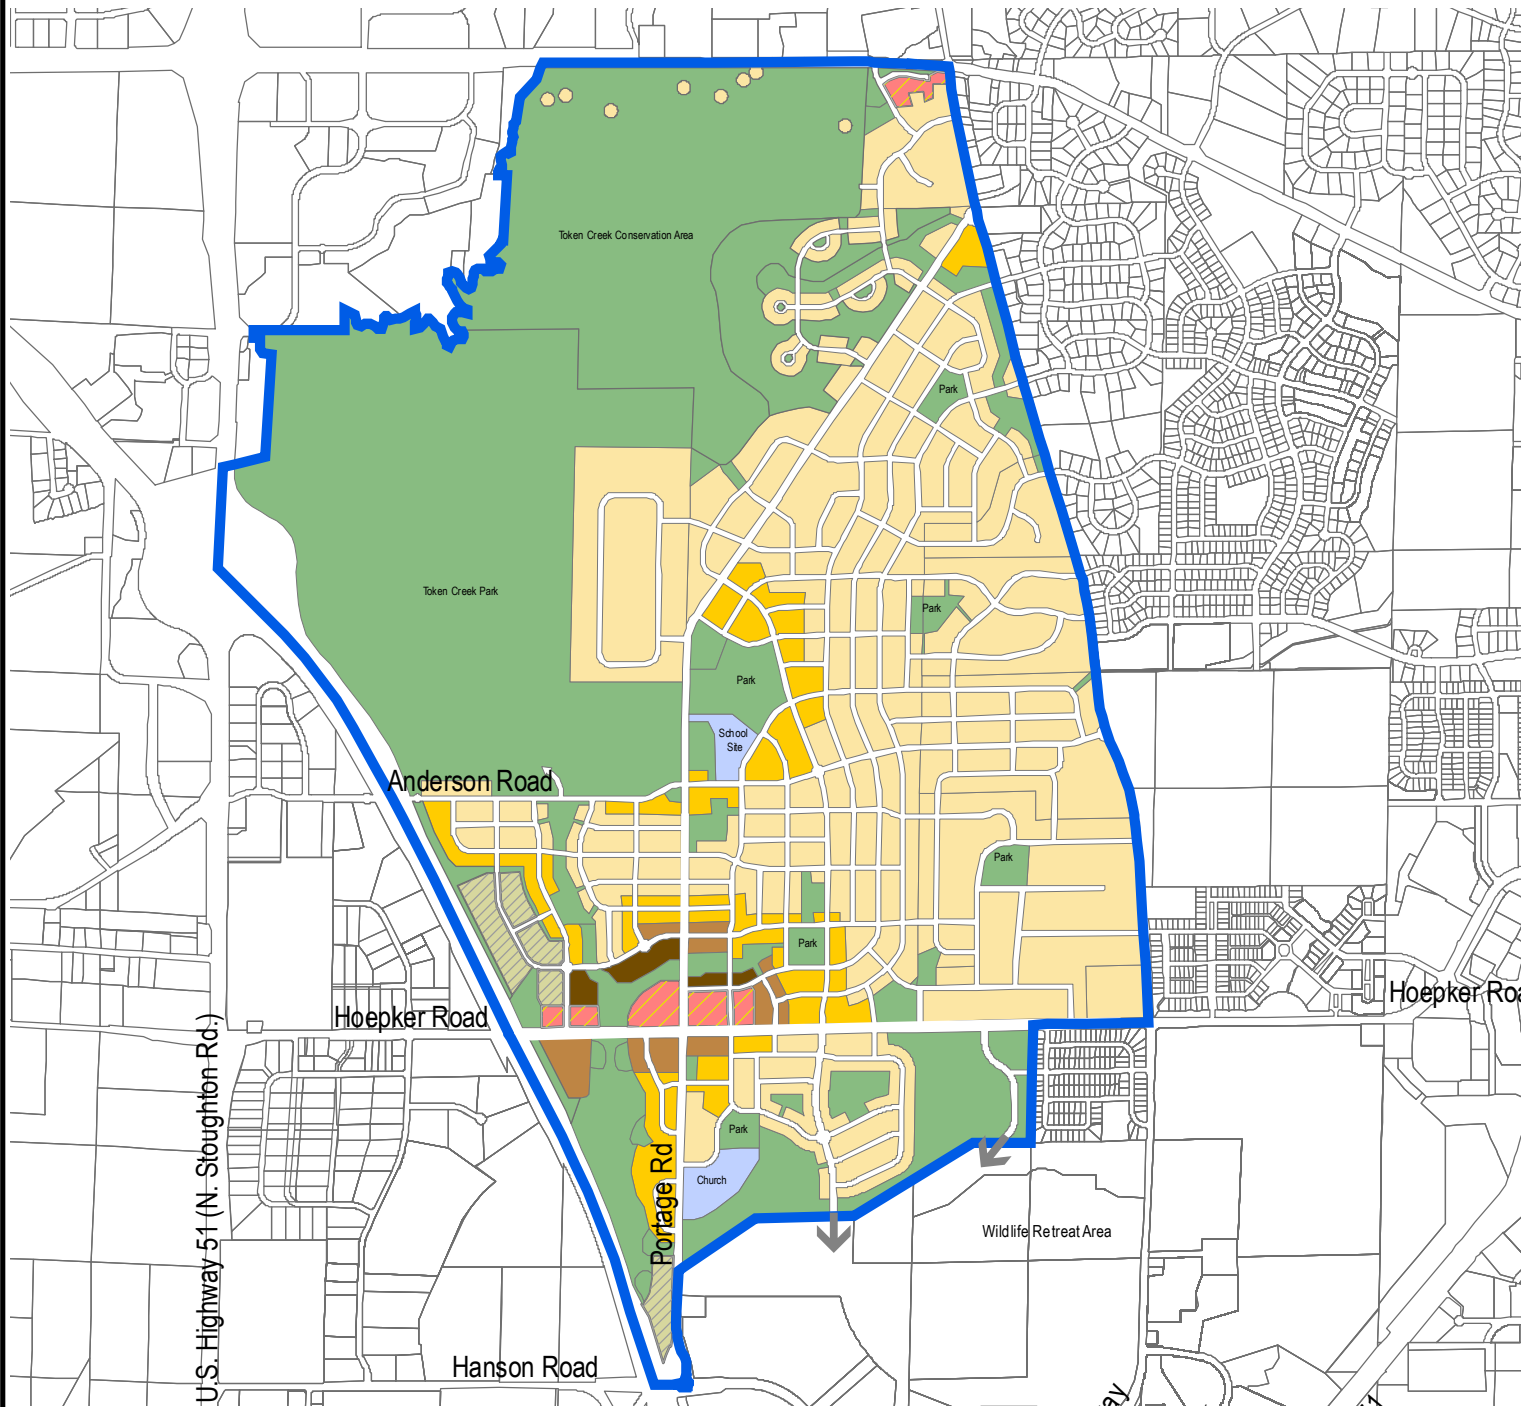 Token Creek Conservation Area
Park
Token Creek Park
Park
Park
School
Site
Anderson Road
Park
Park
Hoepker Road
Hoepker Roa
U.S. Highway 51 (N. Stoughton Rd.)
Park
Portage Rd
Church
Wildlife Retreat Area
Hanson Road
ay